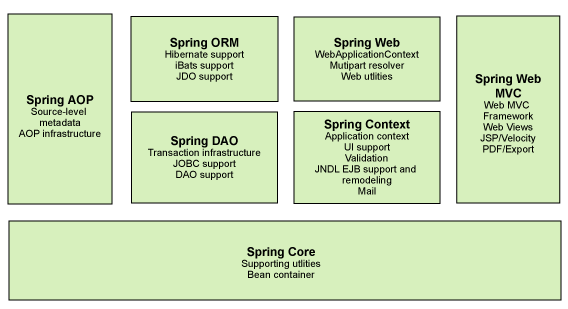 Spring AOP
Source-level
metadata
AOP infrastructure
Spring ORM
Hibernate support
iBats support
JDO support
Spring DAO
Transaction infrastructure
JOBC support
DAO support
Spring Web
WebApplicationContext
Mutipart resolver
Web utlities
Spring Context
Application context
UI support
Validation
JNDL EJB support and
remodeling
Mail
Spring Web
MVC
Web MVC
Framework
Web Views
JSP/Velocity
PDF/Export
Spring Core
Supporting utlities
Bean container